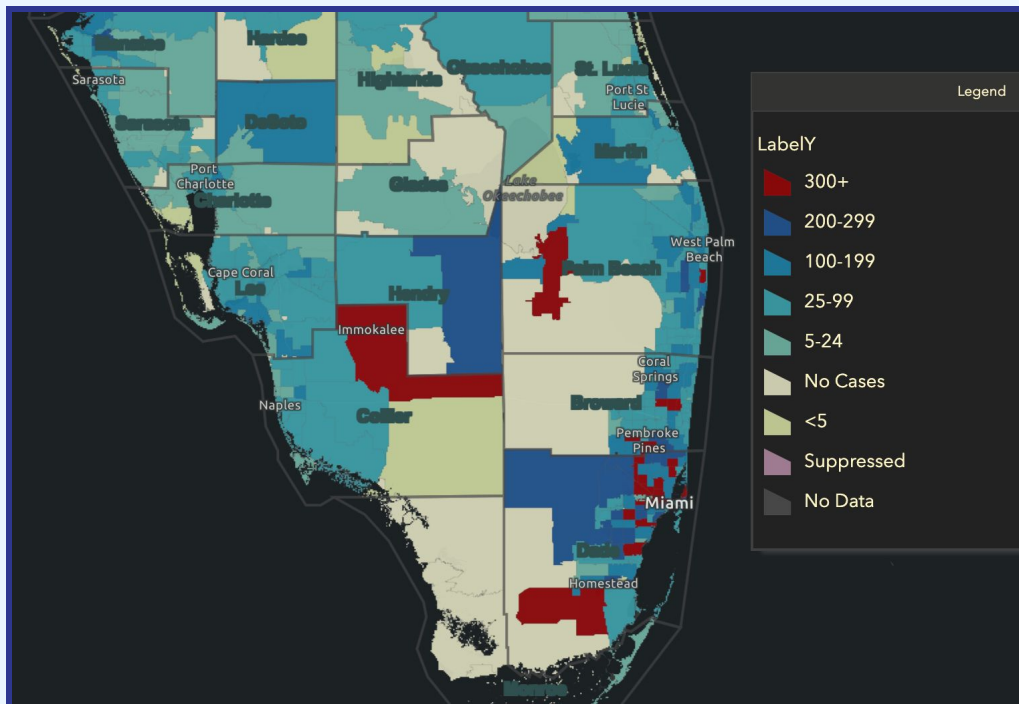 Manatee
Hardee
Highlands
Okeechobee
St. Lucie
Sarasota
Port St
Lucie
Sarasota
DeSoto
Martin
Port
Charlotte
Charlotte
Glades
Lake
Okeechobee
West Palm
Beach
Cape Coral
Lee
Hendry
Palm Beach
Immokalee
Coral
Springs
Naples
Collier
Broward
Pembroke
Pines
Miami
Dade
Homestead
Monroe
Legend
LabelY
300+
200-299
100-199
25-99
5-24
No Cases
<5
Suppressed
No Data